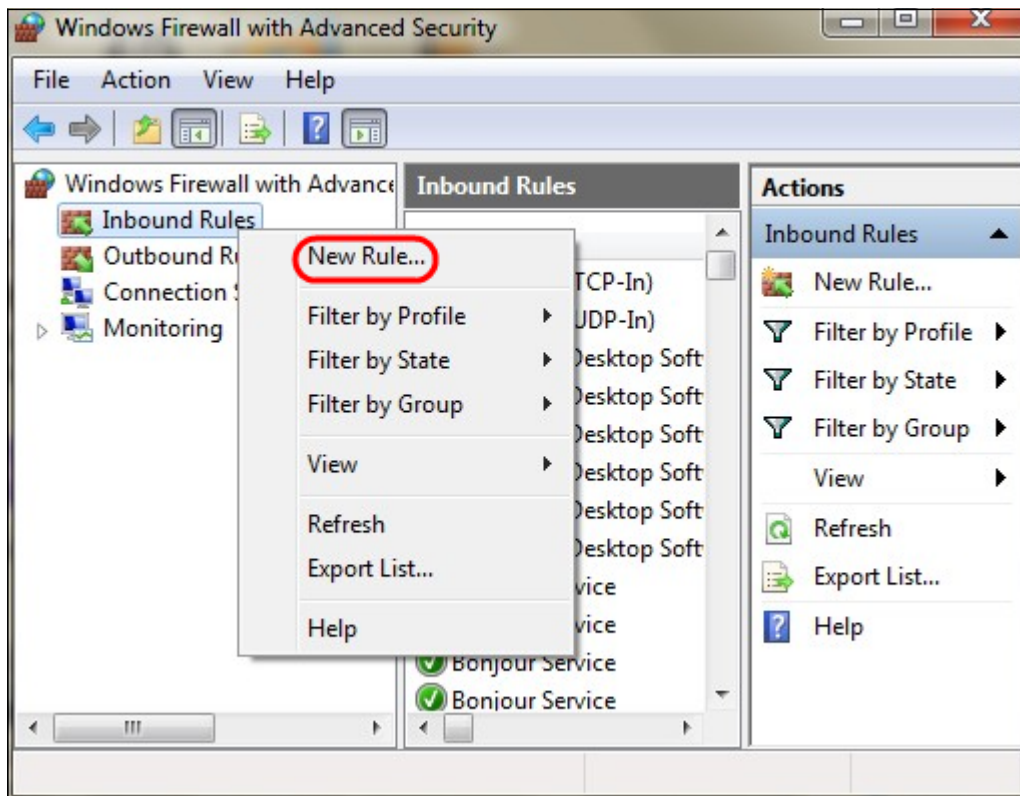 Windows Firewall with Advanced Security
File Action View Help
Windows Firewall with Advance
Inbound Rules
Outbound R
Connection
Monitoring
New Rule...
Filter by Profile
Filter by State
Filter by Group
View
Refresh
Export List...
Help
Inbound Rules
TCP-In)
UDP-In)
Desktop Soft
Desktop Soft
Desktop Soft
Desktop Soft
Desktop Soft
Desktop Soft
vice
vice
Bonjour Service
Bonjour Service
Actions
Inbound Rules
New Rule...
Filter by Profile
Filter by State
Filter by Group
View
Refresh
Export List...
Help